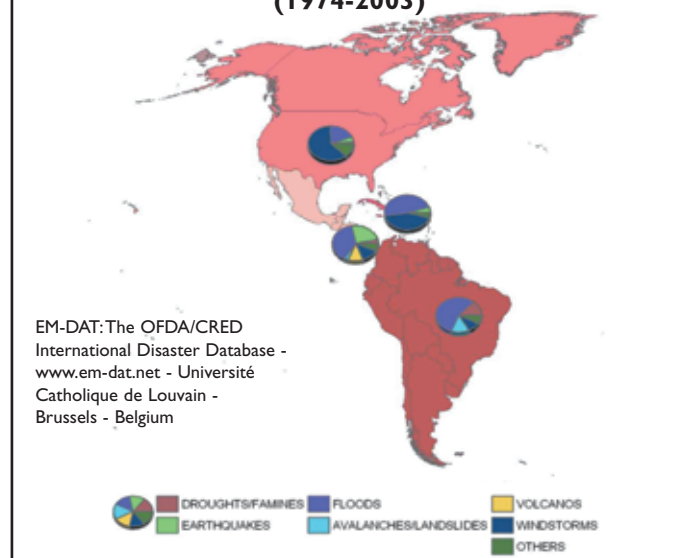 (1974-2003)
EM-DAT: The OFDA/CRED
International Disaster Database -
www.em-dat.net - Université
Catholique de Louvain -
Brussels - Belgium
DROUGHTS/FAMINES FLOODS VOLCANOS
EARTHQUAKES AVALANCHES/LANDSLIDES WINDSTORMS
OTHERS